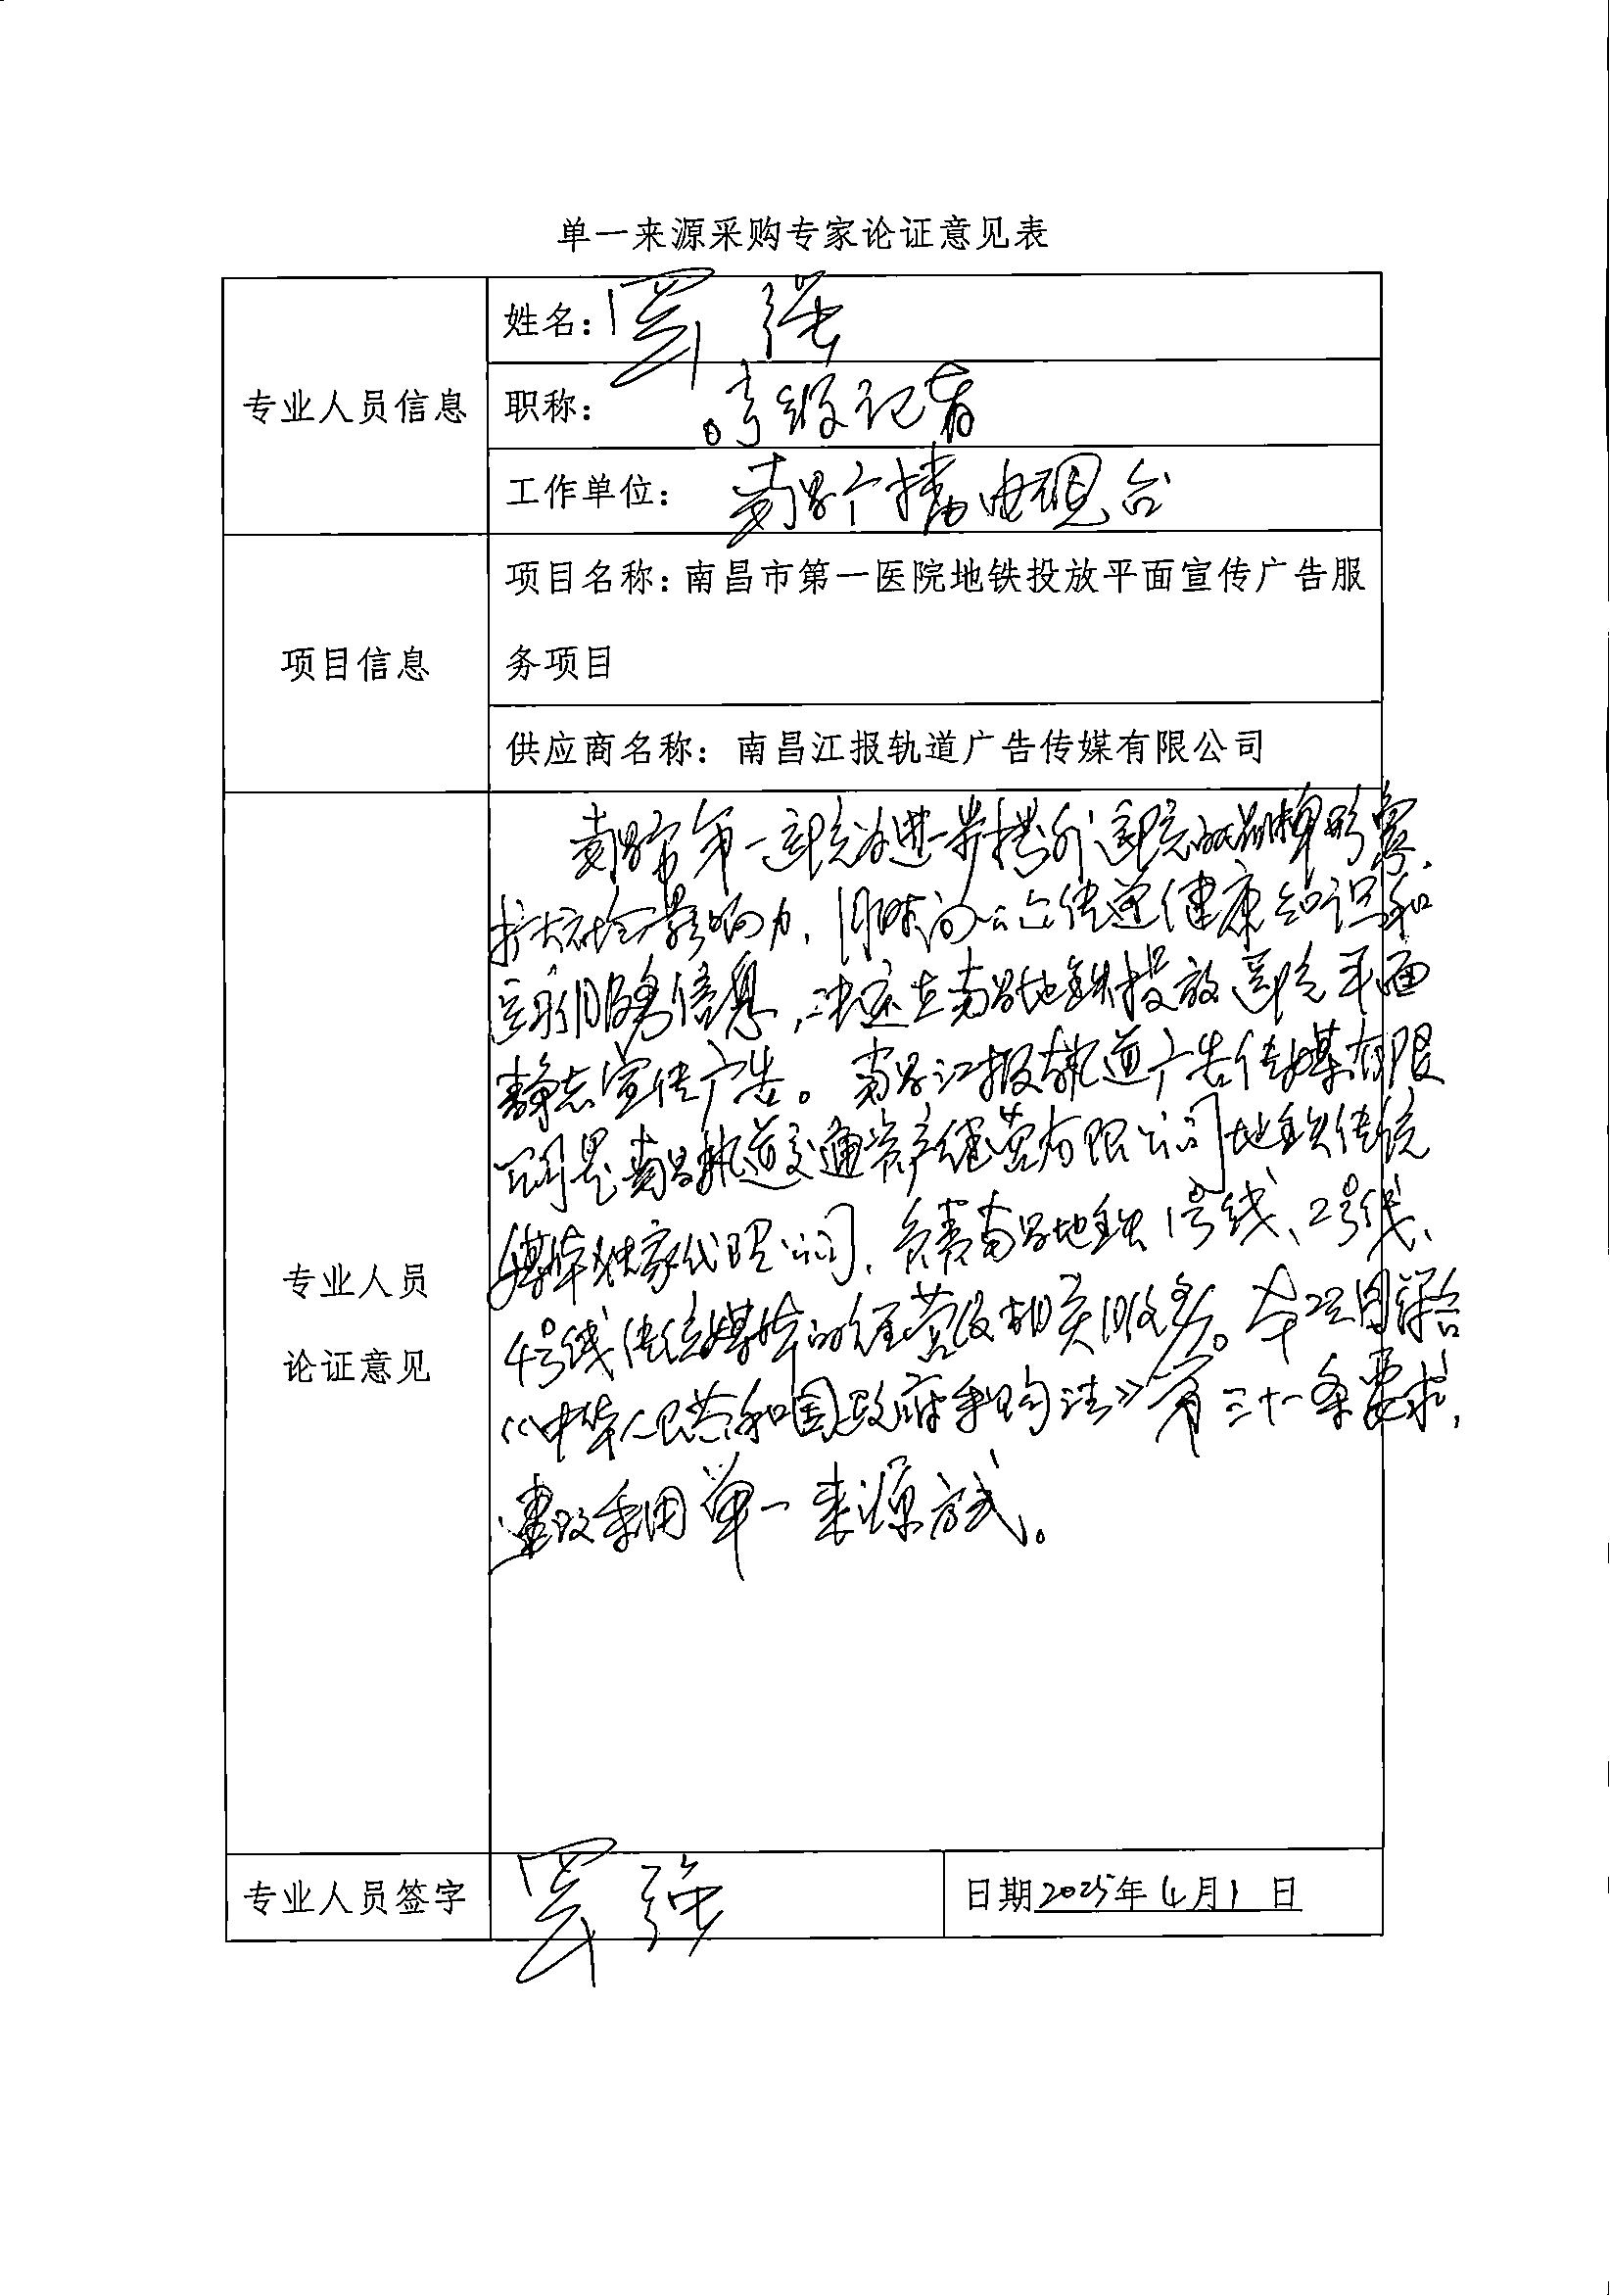 单一来源采购专家论证意见表
专业人员信息
姓名：罗强
职称：高级记者
工作单位：南昌广播电视台
项目信息
项目名称：南昌市第一医院地铁投放平面宣传广告服
务项目
供应商名称：南昌江报轨道广告传媒有限公司
专业人员
论证意见
南昌市第一医院为进一步提升医院的品牌形象，
扩大社会影响力，同时向公众传递健康知识和
医疗服务信息，决定在南昌地铁投放医院平面
静态宣传广告。南昌江报轨道广告传媒有限
公司是南昌轨道交通资产经营有限公司地铁传统
媒体独家代理公司，负责南昌地铁1号线、2号线、
4号线传统媒体的经营及相关服务。本项目符合
《中华人民共和国政府采购法》第三十一条要求，
建议采用单一来源方式。
专业人员签字
罗强
日期2025年4月1日